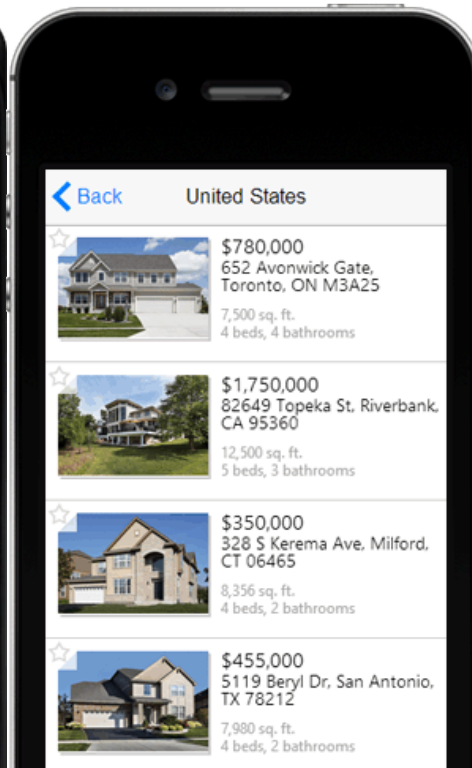 Back
United States
$780,000
652 Avonwick Gate,
Toronto, ON M3A25
7,500 sq. ft.
4 beds, 4 bathrooms
$1,750,000
82649 Topeka St, Riverbank,
CA 95360
12,500 sq. ft.
5 beds, 3 bathrooms
$350,000
328 S Kerema Ave, Milford,
CT 06465
8,356 sq. ft.
4 beds, 2 bathrooms
$455,000
5119 Beryl Dr, San Antonio,
TX 78212
7,980 sq. ft.
4 beds, 2 bathrooms